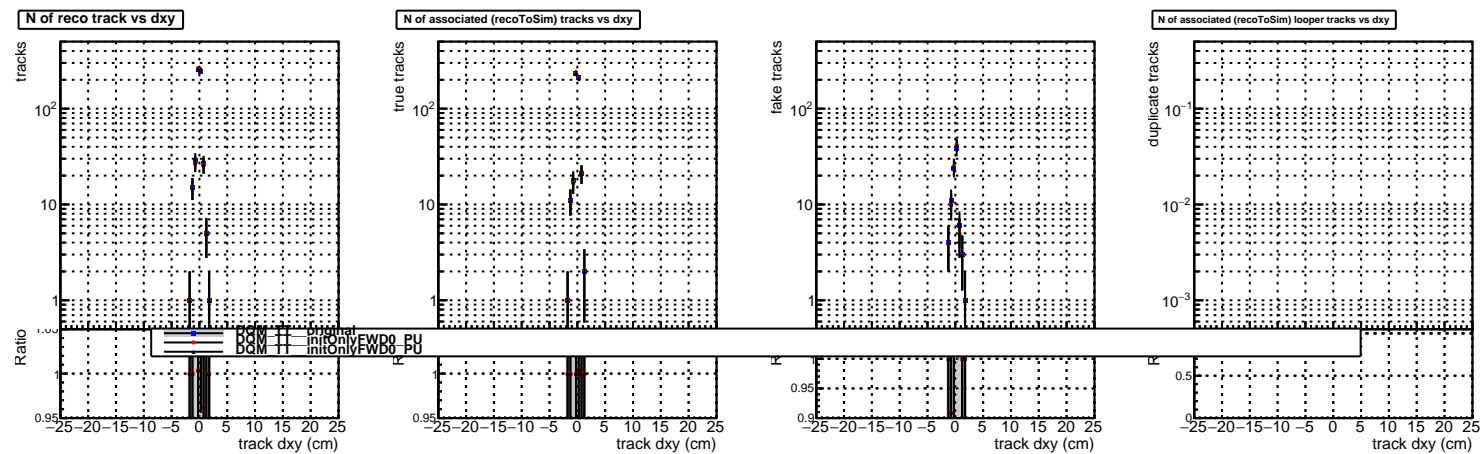 N of reco track vs dxy
N of associated (recoToSim) tracks vs dxy
N of associated (recoToSim) looper tracks vs dxy
tracks
10²
10
1
true tracks
10²
10
1
fake tracks
10²
10
1
duplicate tracks
10⁻¹
10⁻²
10⁻³
DQM_TT__original
DQM_TT__initOnlyFWD0_PU
DQM_TT__initOnlyFWD0_PU
Ratio
1.05
1
0.95
0.95
0.95
0.9
0.5
0
−25−20−15−10 −5 0 5 10 15 20 25
track dxy (cm)
−25−20−15−10 −5 0 5 10 15 20 25
track dxy (cm)
−25−20−15−10 −5 0 5 10 15 20 25
track dxy (cm)
−25−20−15−10 −5 0 5 10 15 20 25
track dxy (cm)